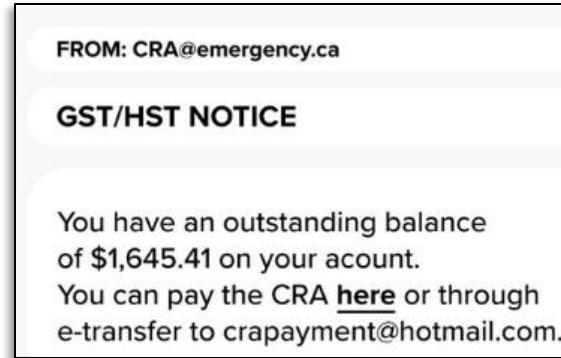 FROM: CRA@emergency.ca
GST/HST NOTICE
You have an outstanding balance
of $1,645.41 on your acount.
You can pay the CRA here or through
e-transfer to crapayment@hotmail.com.